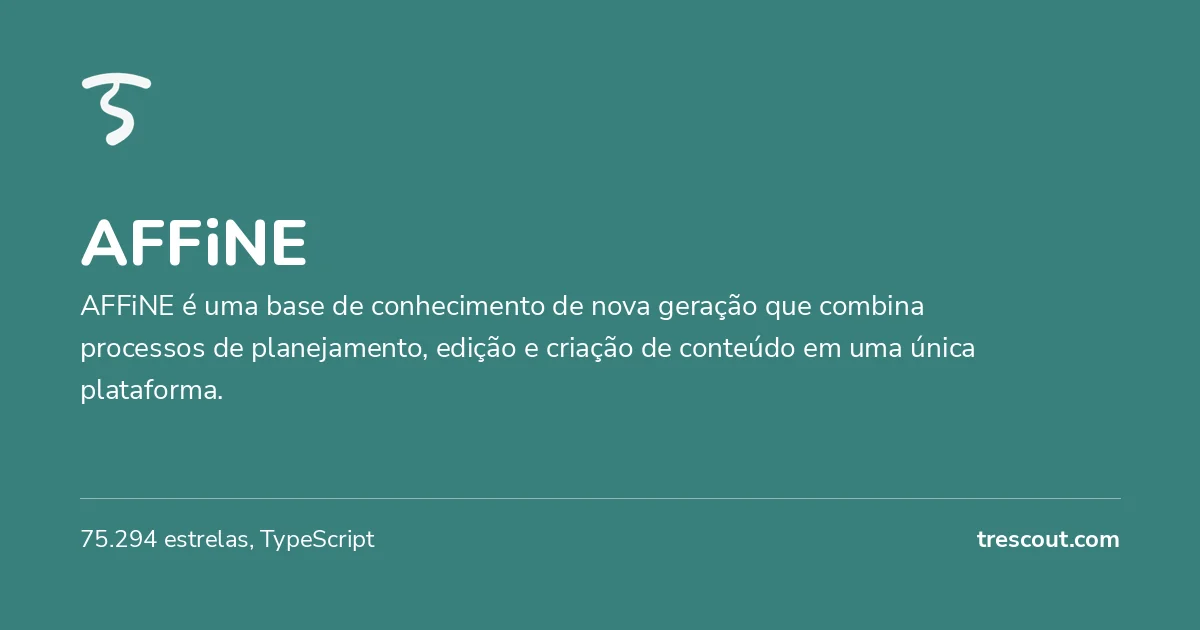 AFFiNE
AFFiNE é uma base de conhecimento de nova geração que combina
processos de planejamento, edição e criação de conteúdo em uma única
plataforma.
75.294 estrelas, TypeScript
trescout.com